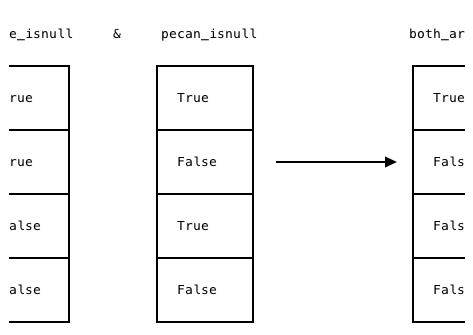 e_isnull & pecan_isnull both_ar
rue True True
rue False Fals
alse True Fals
alse False Fals